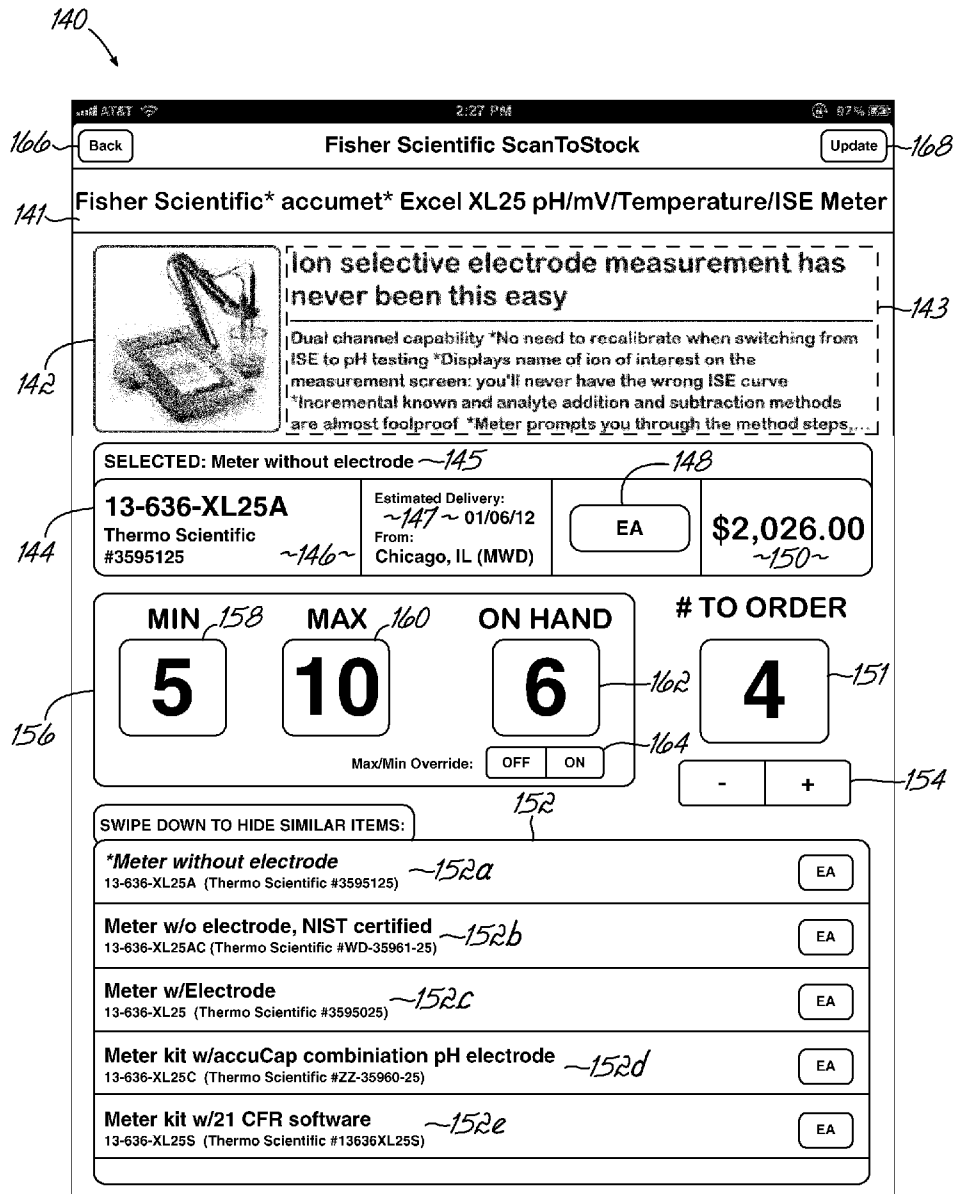 140
AT&T 2:27 PM 97%
166 Back Fisher Scientific ScanToStock Update 168
141 Fisher Scientific* accumet* Excel XL25 pH/mV/Temperature/ISE Meter
Ion selective electrode measurement has
never been this easy
143
Dual channel capability *No need to recalibrate when switching from
ISE to pH testing *Displays name of ion of interest on the
142 measurement screen: you'll never have the wrong ISE curve
*Incremental known and analyte addition and subtraction methods
are almost foolproof *Meter prompts you through the method steps,...
SELECTED: Meter without electrode ~145 148
13-636-XL25A
Thermo Scientific
#3595125 ~146~
144
Estimated Delivery:
~147~ 01/06/12
From:
Chicago, IL (MWD)
EA
$2,026.00
~150~
MIN 158 MAX 160 ON HAND # TO ORDER
5 10 6 162 4 151
156
Max/Min Override: OFF ON 164
- + 154
152
SWIPE DOWN TO HIDE SIMILAR ITEMS:
*Meter without electrode ~152a
13-636-XL25A (Thermo Scientific #3595125) EA
Meter w/o electrode, NIST certified ~152b
13-636-XL25AC (Thermo Scientific #WD-35961-25) EA
Meter w/Electrode ~152c
13-636-XL25 (Thermo Scientific #3595025) EA
Meter kit w/accuCap combiniation pH electrode ~152d
13-636-XL25C (Thermo Scientific #ZZ-35960-25) EA
Meter kit w/21 CFR software ~152e
13-636-XL25S (Thermo Scientific #13636XL25S) EA